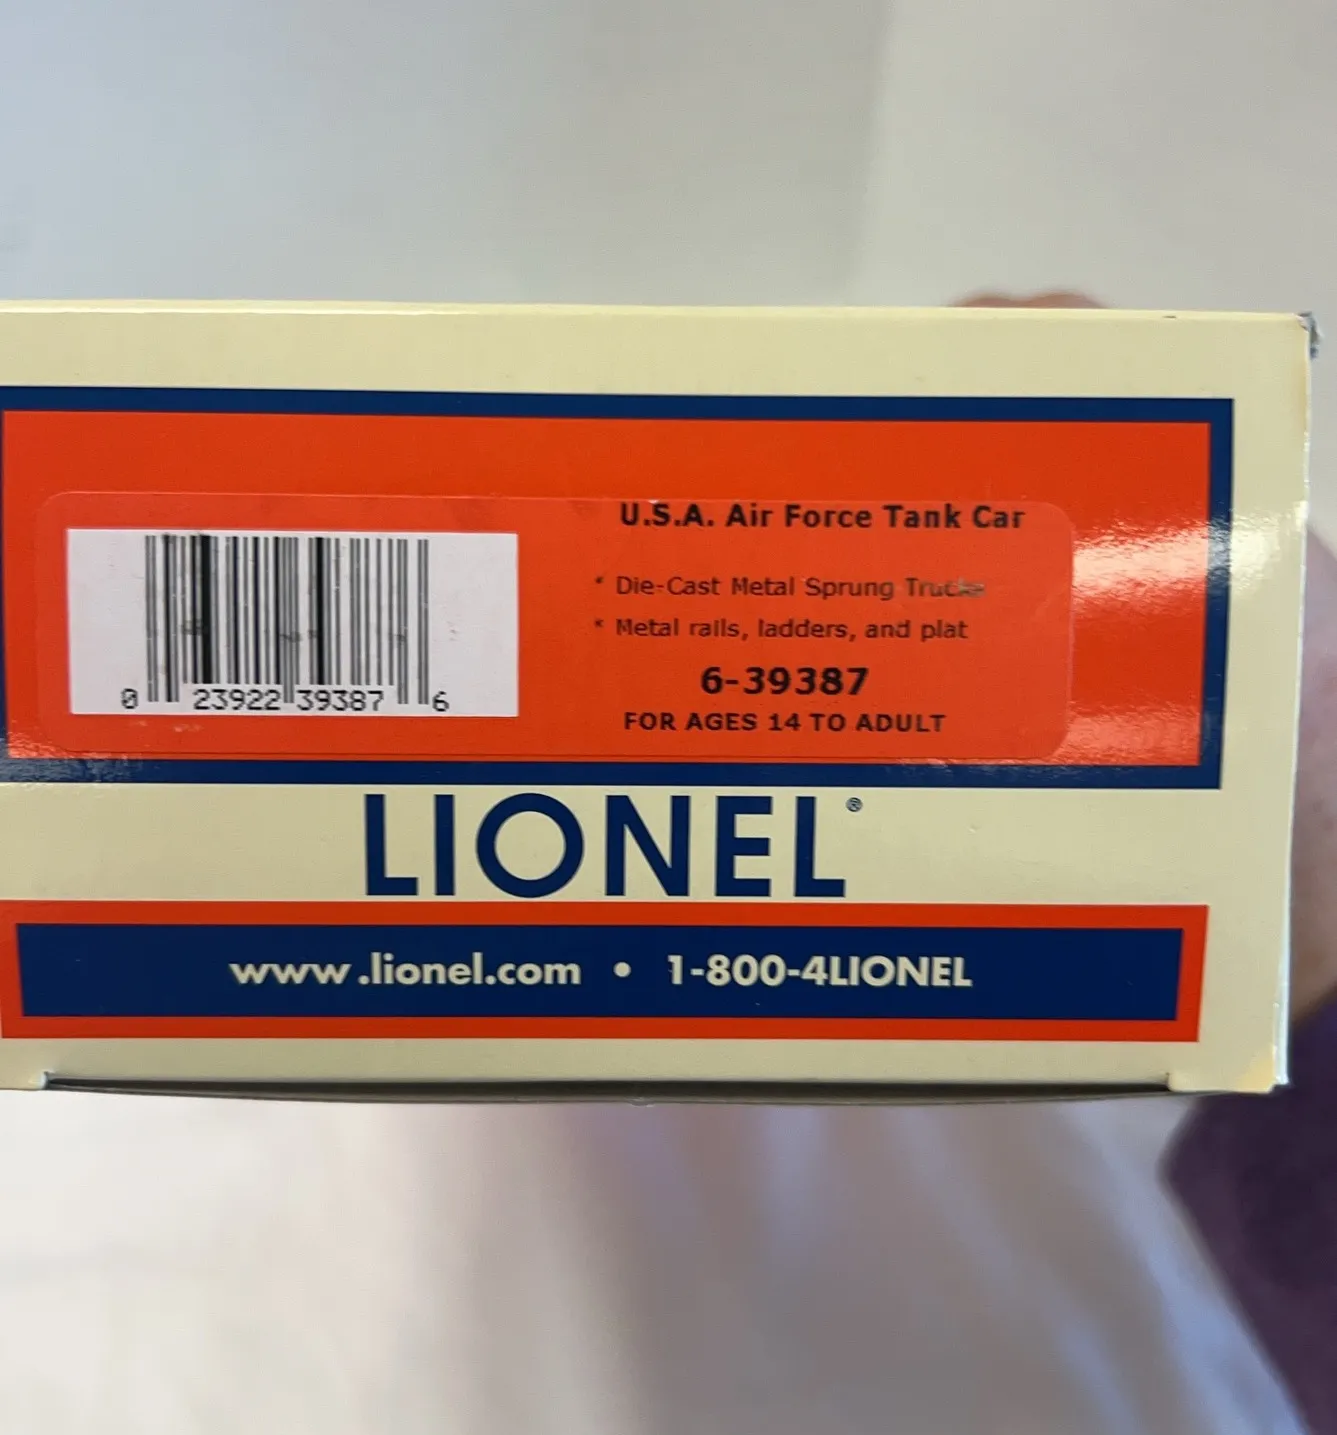 U.S.A. Air Force Tank Car
* Die-Cast Metal Sprung Trucks
* Metal rails, ladders, and plat
6-39387
FOR AGES 14 TO ADULT
0 23922 39387 6
LIONEL®
www.lionel.com • 1-800-4LIONEL